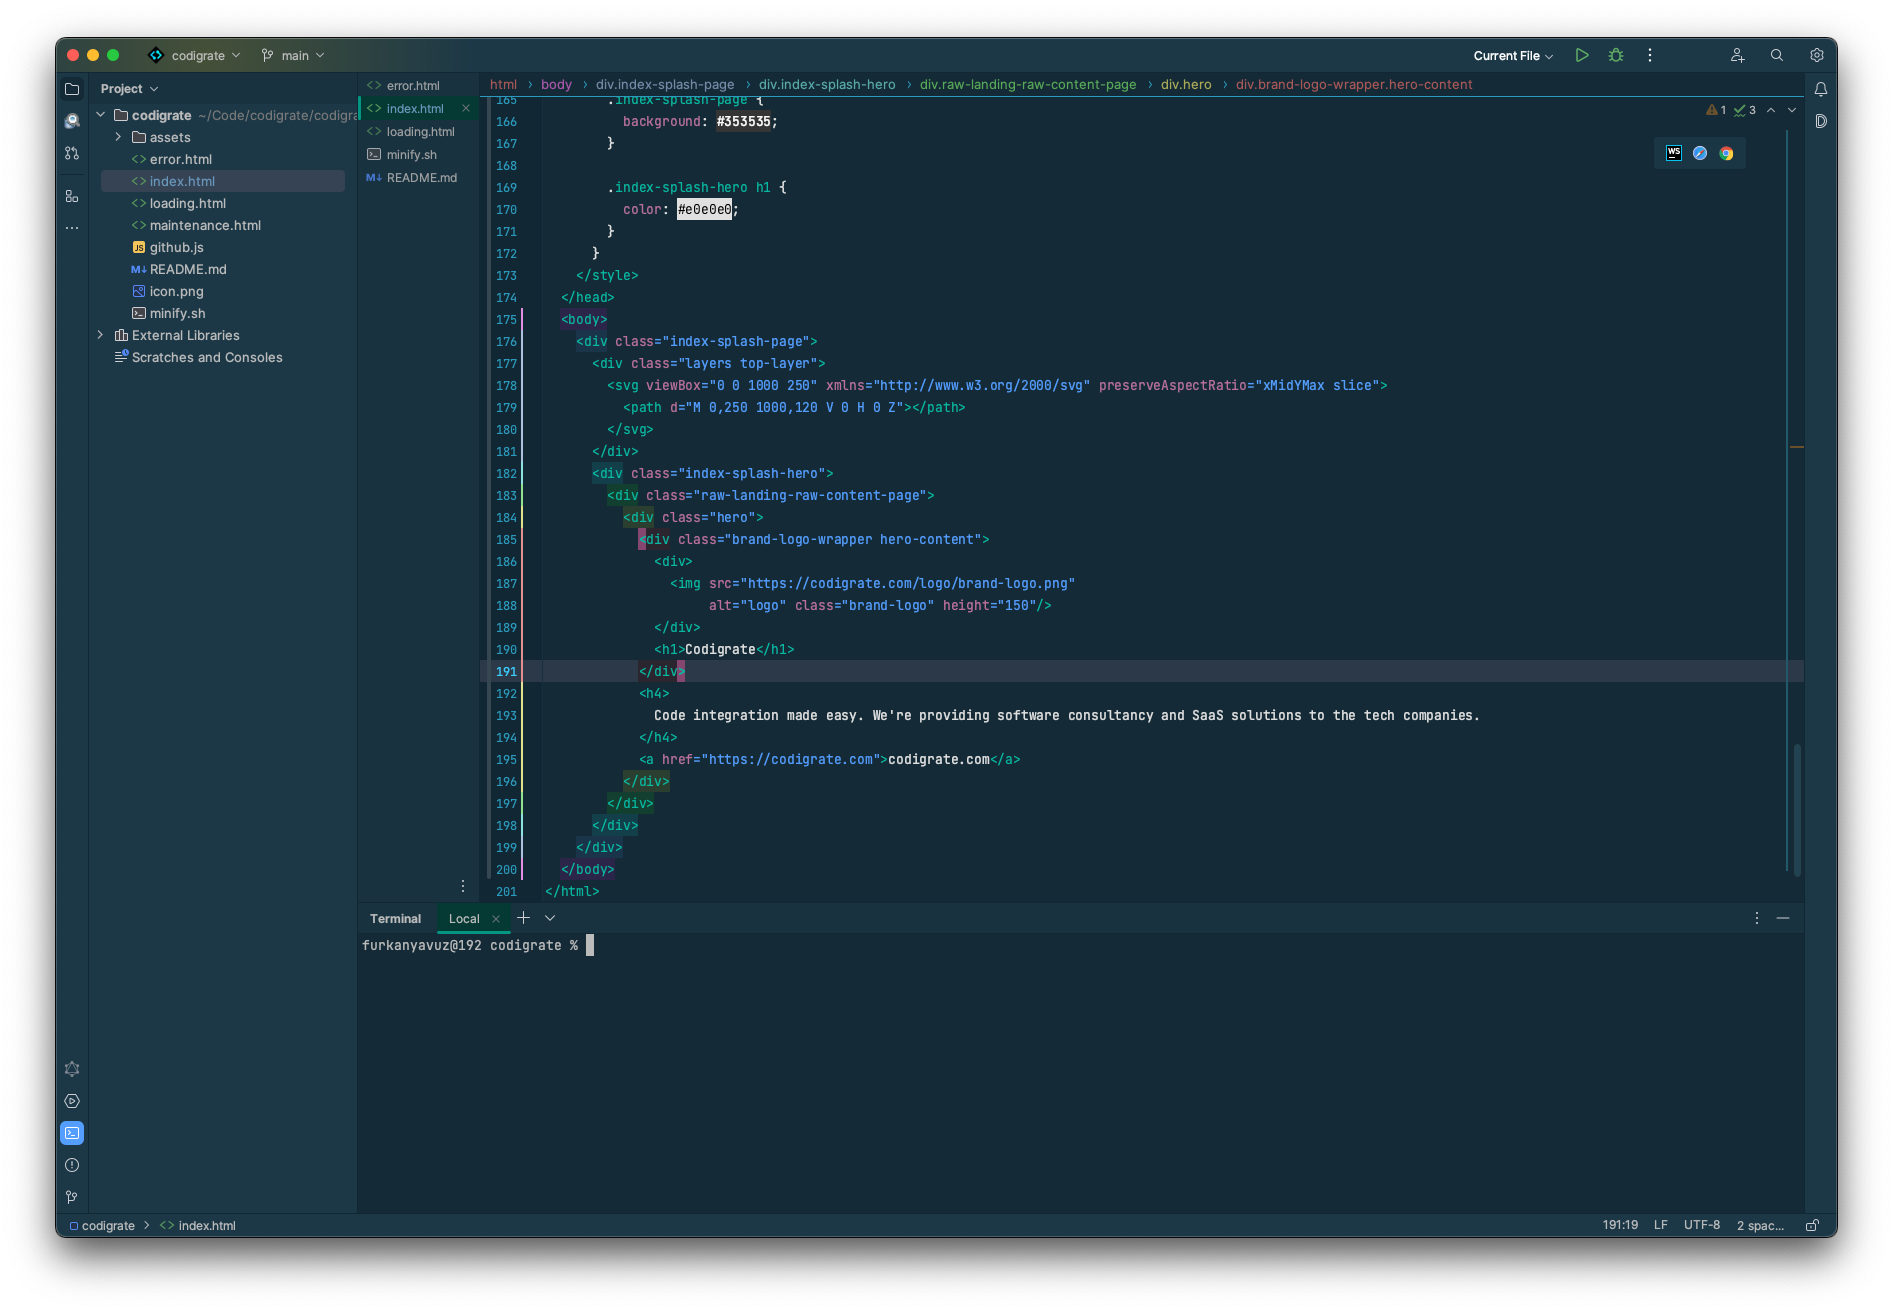 codigrate
main
Current File
Project
codigrate ~/Code/codigrate/codigra
assets
error.html
index.html
loading.html
maintenance.html
JS github.js
M↓ README.md
icon.png
minify.sh
External Libraries
Scratches and Consoles
<> error.html
<> index.html
<> loading.html
minify.sh
M↓ README.md
html › body › div.index-splash-page › div.index-splash-hero › div.raw-landing-raw-content-page › div.hero › div.brand-logo-wrapper.hero-content
1 3
WS
165 .index-splash-page {
166 background: #353535;
167 }
168
169 .index-splash-hero h1 {
170 color: #e0e0e0;
171 }
172 }
173 </style>
174 </head>
175 <body>
176 <div class="index-splash-page">
177 <div class="layers top-layer">
178 <svg viewBox="0 0 1000 250" xmlns="http://www.w3.org/2000/svg" preserveAspectRatio="xMidYMax slice">
179 <path d="M 0,250 1000,120 V 0 H 0 Z"></path>
180 </svg>
181 </div>
182 <div class="index-splash-hero">
183 <div class="raw-landing-raw-content-page">
184 <div class="hero">
185 <div class="brand-logo-wrapper hero-content">
186 <div>
187 <img src="https://codigrate.com/logo/brand-logo.png"
188 alt="logo" class="brand-logo" height="150"/>
189 </div>
190 <h1>Codigrate</h1>
191 </div>
192 <h4>
193 Code integration made easy. We're providing software consultancy and SaaS solutions to the tech companies.
194 </h4>
195 <a href="https://codigrate.com">codigrate.com</a>
196 </div>
197 </div>
198 </div>
199 </div>
200 </body>
201 </html>
Terminal Local
furkanyavuz@192 codigrate %
codigrate > <> index.html
191:19 LF UTF-8 2 spac...